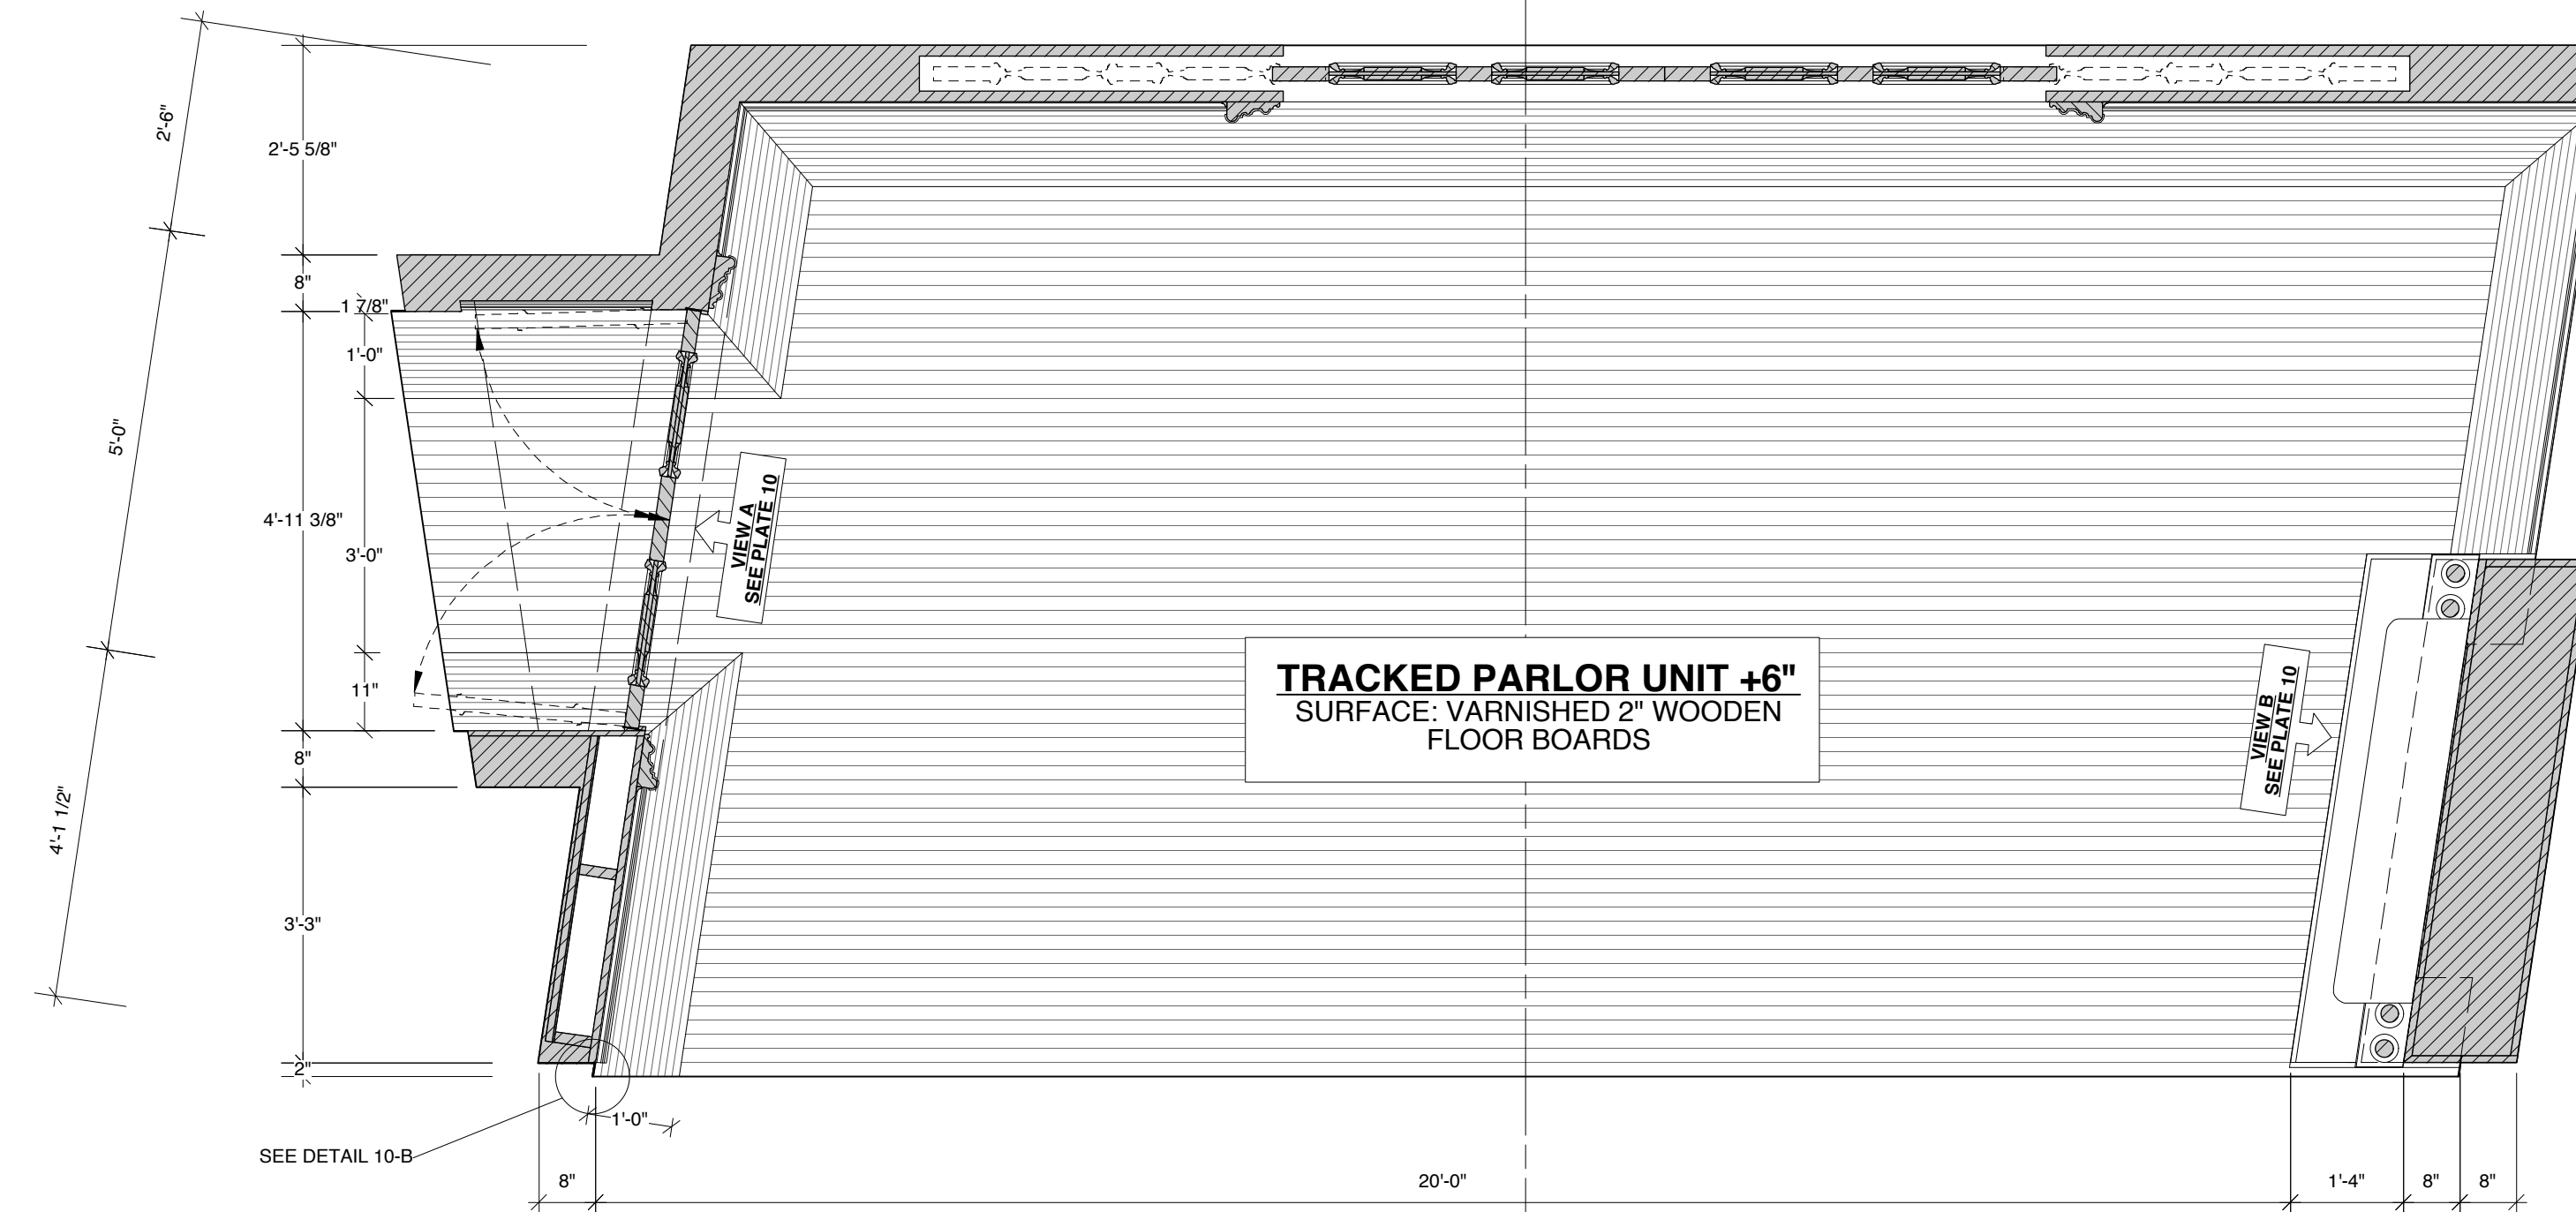 2'-6"
2'-5 5/8"
8"
1 7/8"
1'-0"
5'-0"
4'-11 3/8"
3'-0"
11"
8"
4'-1 1/2"
3'-3"
2"
1'-0"
SEE DETAIL 10-B
VIEW A
SEE PLATE 10
TRACKED PARLOR UNIT +6"
SURFACE: VARNISHED 2" WOODEN
FLOOR BOARDS
VIEW B
SEE PLATE 10
8"
20'-0"
1'-4"
8"
8"